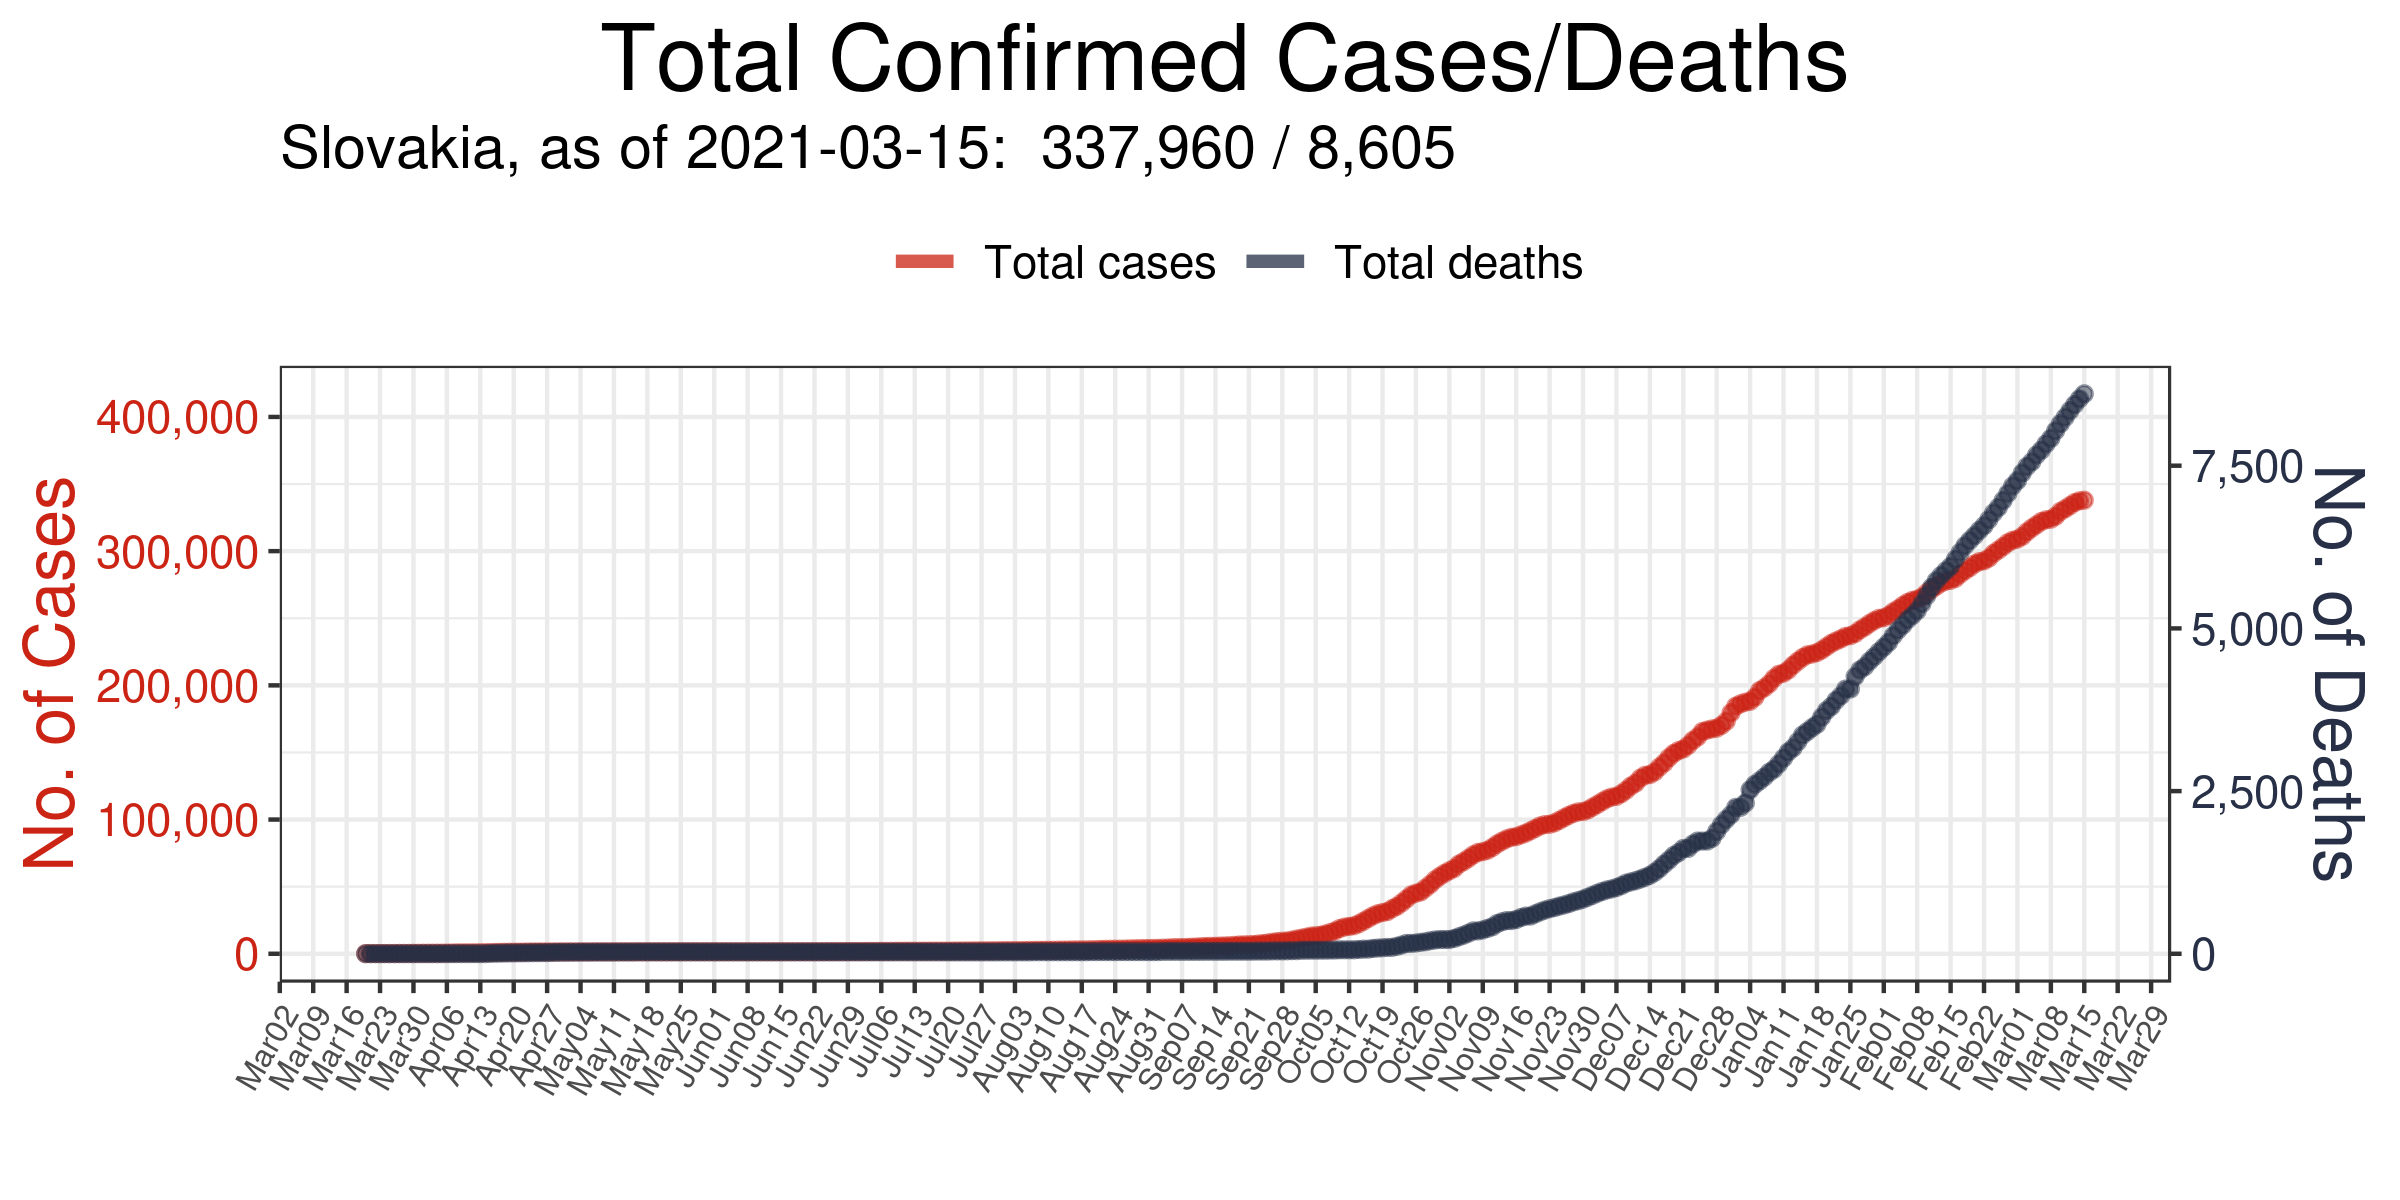 Total Confirmed Cases/Deaths
Slovakia, as of 2021-03-15:  337,960 / 8,605
Total cases
Total deaths
No. of Cases
400,000
300,000
200,000
100,000
0
7,500
5,000
2,500
0
No. of Deaths
Mar02
Mar09
Mar16
Mar23
Mar30
Apr06
Apr13
Apr20
Apr27
May04
May11
May18
May25
Jun01
Jun08
Jun15
Jun22
Jun29
Jul06
Jul13
Jul20
Jul27
Aug03
Aug10
Aug17
Aug24
Aug31
Sep07
Sep14
Sep21
Sep28
Oct05
Oct12
Oct19
Oct26
Nov02
Nov09
Nov16
Nov23
Nov30
Dec07
Dec14
Dec21
Dec28
Jan04
Jan11
Jan18
Jan25
Feb01
Feb08
Feb15
Feb22
Mar01
Mar08
Mar15
Mar22
Mar29